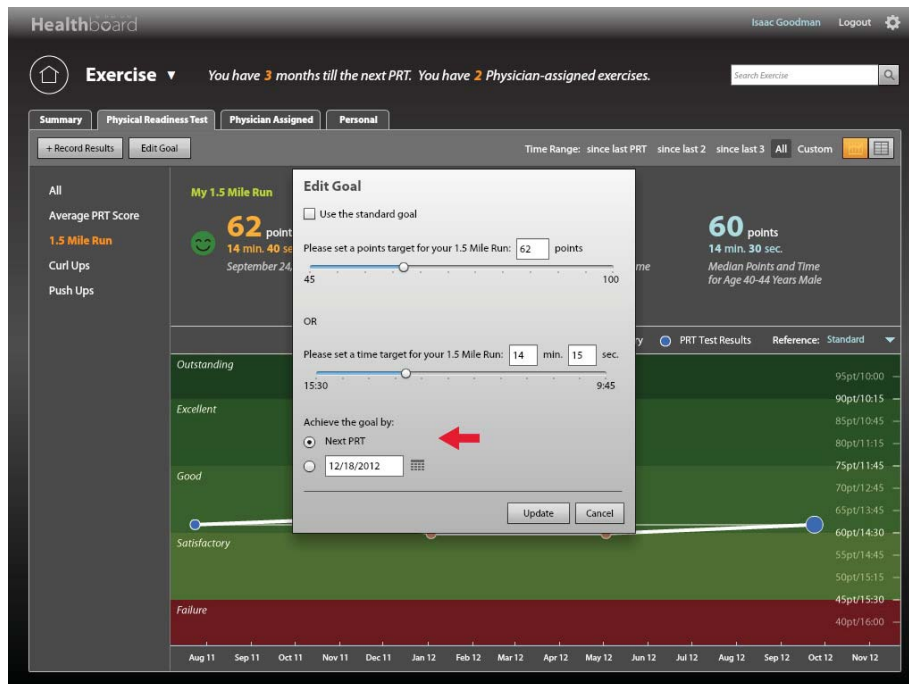 Healthboard
Isaac Goodman Logout
Exercise ▼ You have 3 months till the next PRT. You have 2 Physician-assigned exercises.
Search Exercise
Summary Physical Readiness Test Physician Assigned Personal
+ Record Results Edit Goal
Time Range: since last PRT since last 2 since last 3 All Custom
All
Average PRT Score
1.5 Mile Run
Curl Ups
Push Ups
My 1.5 Mile Run
62 point
14 min. 40 se
September 24,
Edit Goal
Use the standard goal
Please set a points target for your 1.5 Mile Run: 62 points
45 100
OR
Please set a time target for your 1.5 Mile Run: 14 min. 15 sec.
15:30 9:45
Achieve the goal by:
Next PRT
12/18/2012
Update Cancel
me
60 points
14 min. 30 sec.
Median Points and Time
for Age 40-44 Years Male
ry PRT Test Results Reference: Standard
Outstanding
Excellent
Good
Satisfactory
Failure
95pt/10:00
90pt/10:15
85pt/10:45
80pt/11:15
75pt/11:45
70pt/12:45
65pt/13:45
60pt/14:30
55pt/14:45
50pt/15:15
45pt/15:30
40pt/16:00
Aug 11 Sep 11 Oct 11 Nov 11 Dec 11 Jan 12 Feb 12 Mar 12 Apr 12 May 12 Jun 12 Jul 12 Aug 12 Sep 12 Oct 12 Nov 12